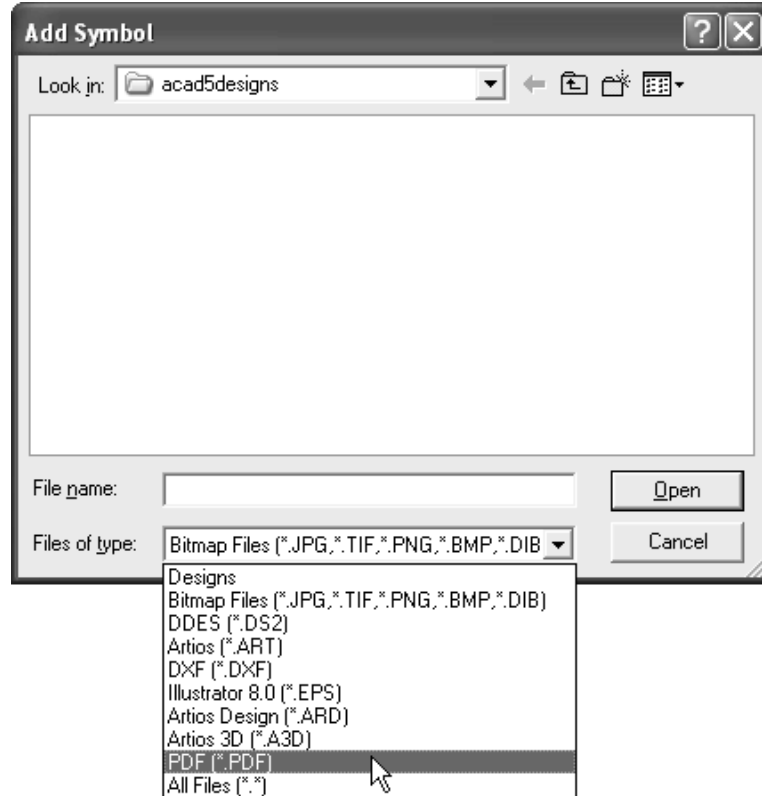 Add Symbol
Look in: acad5designs
File name:
Open
Files of type: Bitmap Files (*.JPG,*.TIF,*.PNG,*.BMP,*.DIB
Cancel
Designs
Bitmap Files (*.JPG,*.TIF,*.PNG,*.BMP,*.DIB)
DDES (*.DS2)
Artios (*.ART)
DXF (*.DXF)
Illustrator 8.0 (*.EPS)
Artios Design (*.ARD)
Artios 3D (*.A3D)
PDF (*.PDF)
All Files (*.*)